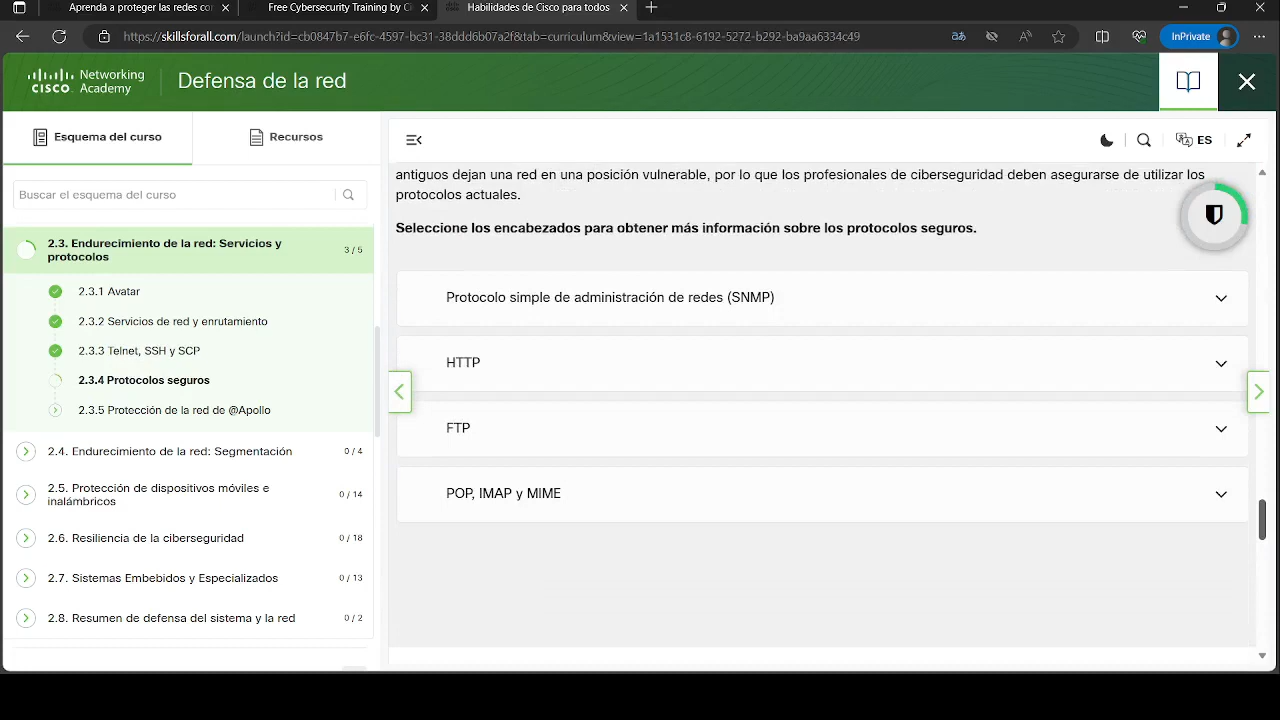 Aprenda a proteger las redes cor
Free Cybersecurity Training by Ci
Habilidades de Cisco para todos
https://skillsforall.com/launch?id=cb0847b7-e6fc-4597-bc31-38ddd6b07a2f&tab=curriculum&view=1a1531c8-6192-5272-b292-ba9aa6334c49
InPrivate
CISCO Networking Academy
Defensa de la red
Esquema del curso
Recursos
ES
Buscar el esquema del curso
2.3. Endurecimiento de la red: Servicios y
protocolos
3 / 5
2.3.1 Avatar
2.3.2 Servicios de red y enrutamiento
2.3.3 Telnet, SSH y SCP
2.3.4 Protocolos seguros
2.3.5 Protección de la red de @Apollo
2.4. Endurecimiento de la red: Segmentación
0 / 4
2.5. Protección de dispositivos móviles e
inalámbricos
0 / 14
2.6. Resiliencia de la ciberseguridad
0 / 18
2.7. Sistemas Embebidos y Especializados
0 / 13
2.8. Resumen de defensa del sistema y la red
0 / 2
antiguos dejan una red en una posición vulnerable, por lo que los profesionales de ciberseguridad deben asegurarse de utilizar los
protocolos actuales.
Seleccione los encabezados para obtener más información sobre los protocolos seguros.
Protocolo simple de administración de redes (SNMP)
HTTP
FTP
POP, IMAP y MIME